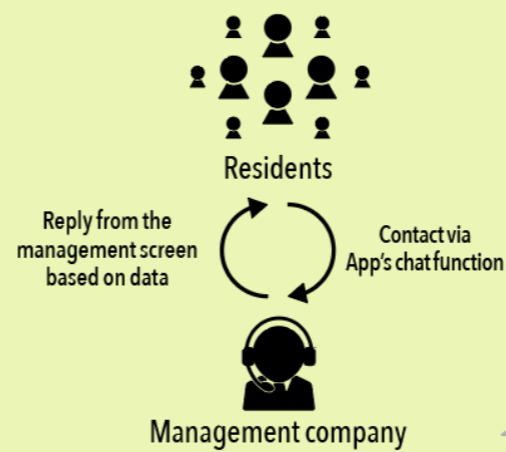 Residents
Reply from the
management screen
based on data
Contact via
App's chat function
Management company